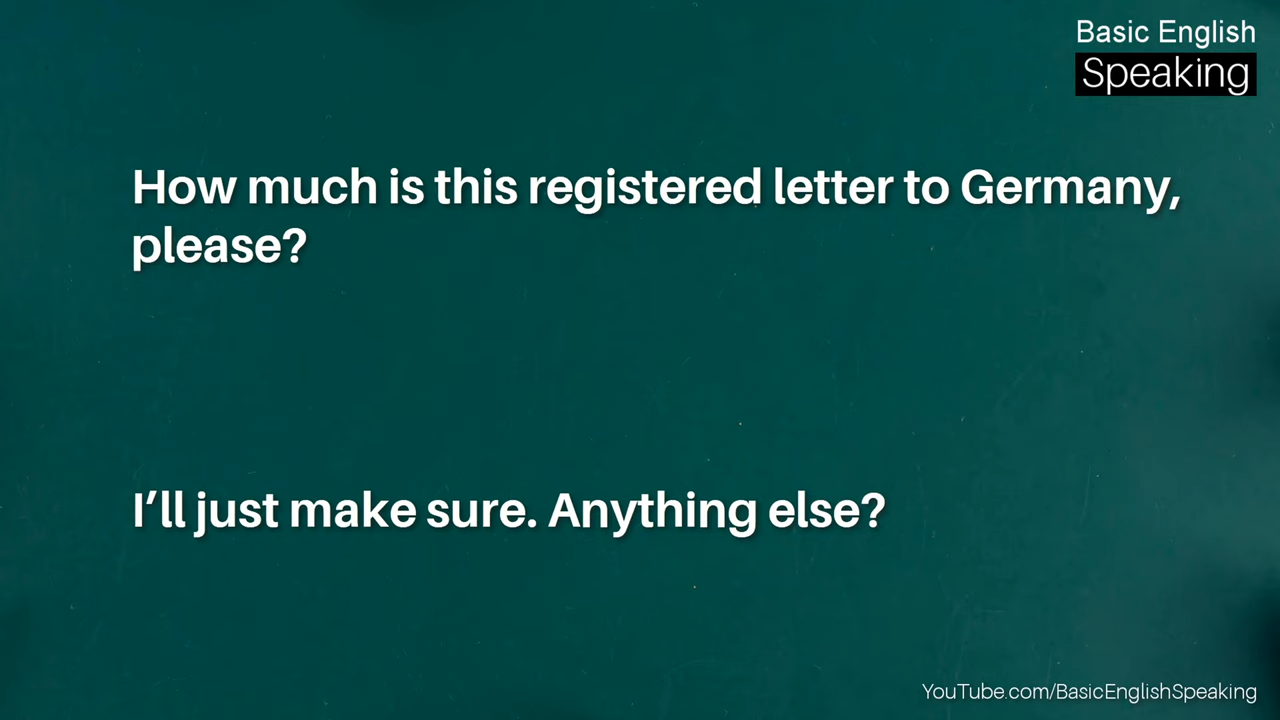 Basic English
Speaking
How much is this registered letter to Germany,
please?
I’ll just make sure. Anything else?
YouTube.com/BasicEnglishSpeaking